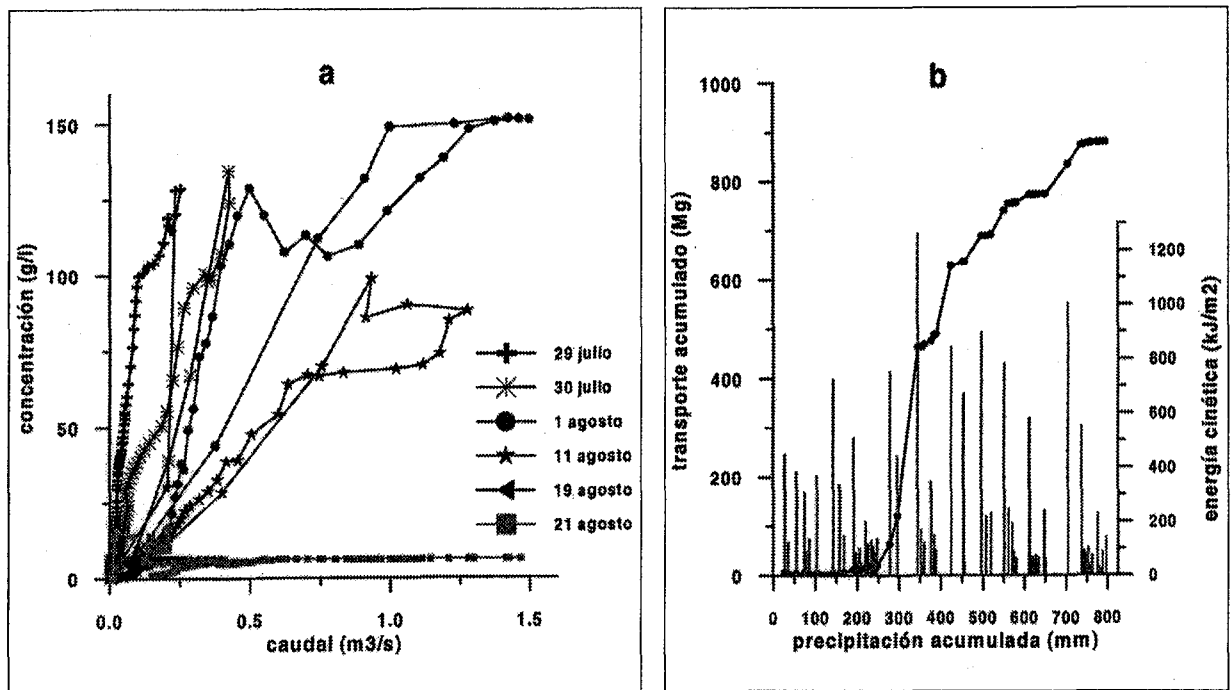 a
concentración (g/l)
150
100
50
0
0.0 0.5 1.0 1.5
caudal (m3/s)
29 julio
30 julio
1 agosto
11 agosto
19 agosto
21 agosto
b
transporte acumulado (Mg)
1000
800
600
400
200
0
0 100 200 300 400 500 600 700 800
precipitación acumulada (mm)
1200
1000
800
600
400
200
0
energía cinética (kJ/m2)